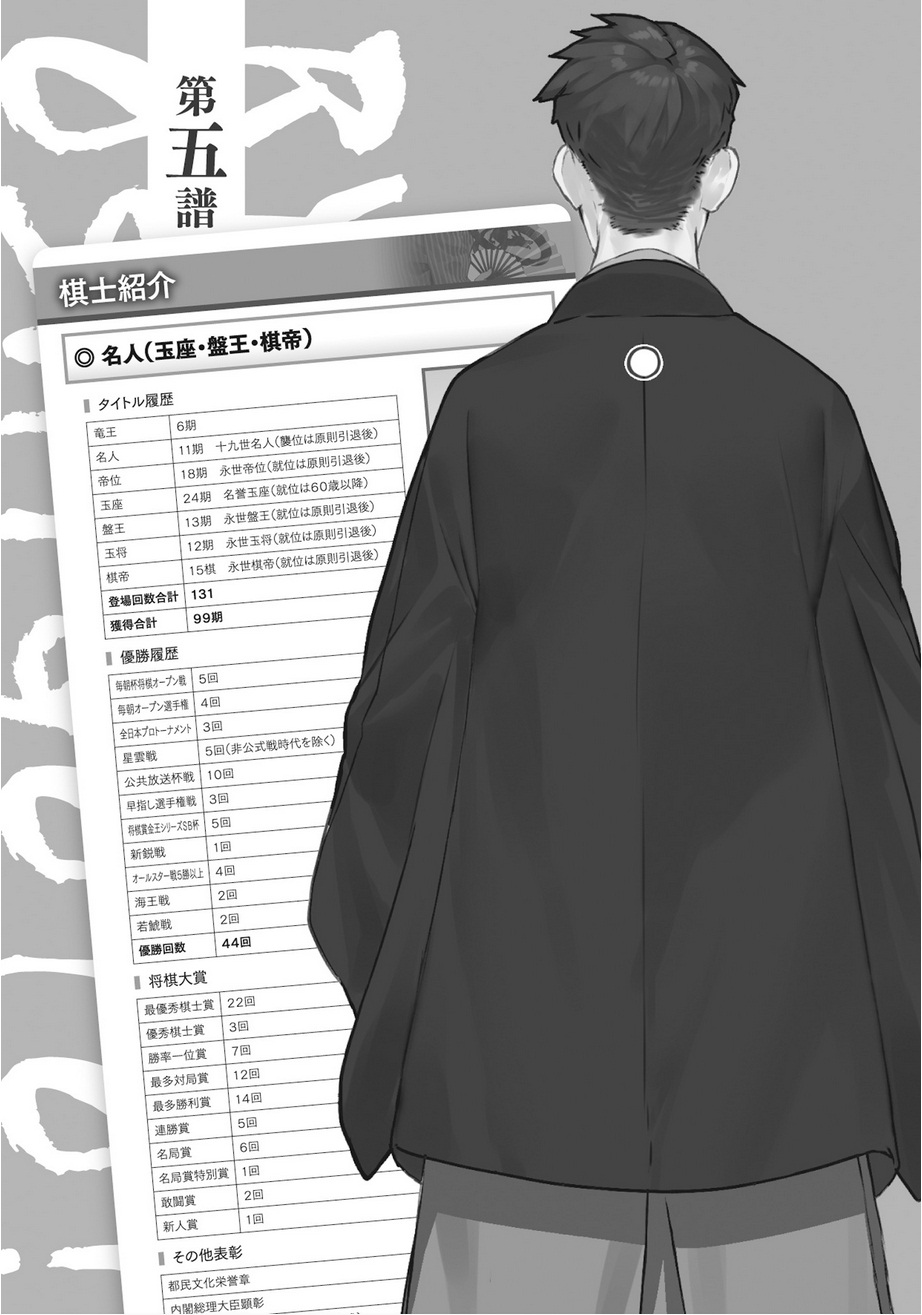 第五譜
棋士紹介
◎ 名人(玉座・盤王・棋帝)
タイトル履歴
竜王 6期
名人 11期 十九世名人(襲位は原則引退後)
帝位 18期 永世帝位(就位は原則引退後)
玉座 24期 名誉玉座(就位は60歳以降)
盤王 13期 永世盤王(就位は原則引退後)
玉将 12期 永世玉将(就位は原則引退後)
棋帝 15棋 永世棋帝(就位は原則引退後)
登場回数合計 131
獲得合計 99期
優勝履歴
毎朝杯将棋オープン戦 5回
毎朝オープン選手権 4回
全日本プロトーナメント 3回
星雲戦 5回(非公式戦時代を除く)
公共放送杯戦 10回
早指し選手権戦 3回
将棋賞金王シリーズSB杯 5回
新鋭戦 1回
オールスター戦5勝以上 4回
海王戦 2回
若鯱戦 2回
優勝回数 44回
将棋大賞
最優秀棋士賞 22回
優秀棋士賞 3回
勝率一位賞 7回
最多対局賞 12回
最多勝利賞 14回
連勝賞 5回
名局賞 6回
名局賞特別賞 1回
敢闘賞 2回
新人賞 1回
その他表彰
都民文化栄誉章
内閣総理大臣顕彰